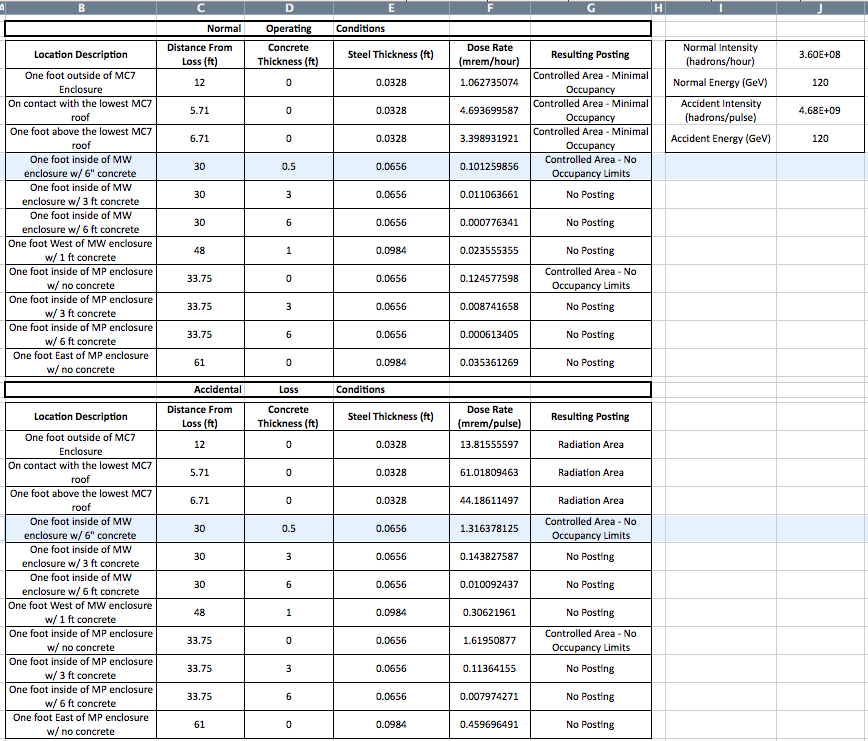 A B C D E F G H I J
Normal Operating Conditions
Location Description Distance From Loss (ft) Concrete Thickness (ft) Steel Thickness (ft) Dose Rate (mrem/hour) Resulting Posting
One foot outside of MC7 Enclosure 12 0 0.0328 1.062735074 Controlled Area - Minimal Occupancy
On contact with the lowest MC7 roof 5.71 0 0.0328 4.693699587 Controlled Area - Minimal Occupancy
One foot above the lowest MC7 roof 6.71 0 0.0328 3.398931921 Controlled Area - Minimal Occupancy
One foot inside of MW enclosure w/ 6" concrete 30 0.5 0.0656 0.101259856 Controlled Area - No Occupancy Limits
One foot inside of MW enclosure w/ 3 ft concrete 30 3 0.0656 0.011063661 No Posting
One foot inside of MW enclosure w/ 6 ft concrete 30 6 0.0656 0.000776341 No Posting
One foot West of MW enclosure w/ 1 ft concrete 48 1 0.0984 0.023555355 No Posting
One foot inside of MP enclosure w/ no concrete 33.75 0 0.0656 0.124577598 Controlled Area - No Occupancy Limits
One foot inside of MP enclosure w/ 3 ft concrete 33.75 3 0.0656 0.008741658 No Posting
One foot inside of MP enclosure w/ 6 ft concrete 33.75 6 0.0656 0.000613405 No Posting
One foot East of MP enclosure w/ no concrete 61 0 0.0984 0.035361269 No Posting
Normal Intensity (hadrons/hour) 3.60E+08
Normal Energy (GeV) 120
Accident Intensity (hadrons/pulse) 4.68E+09
Accident Energy (GeV) 120
Accidental Loss Conditions
Location Description Distance From Loss (ft) Concrete Thickness (ft) Steel Thickness (ft) Dose Rate (mrem/pulse) Resulting Posting
One foot outside of MC7 Enclosure 12 0 0.0328 13.81555597 Radiation Area
On contact with the lowest MC7 roof 5.71 0 0.0328 61.01809463 Radiation Area
One foot above the lowest MC7 roof 6.71 0 0.0328 44.18611497 Radiation Area
One foot inside of MW enclosure w/ 6" concrete 30 0.5 0.0656 1.316378125 Controlled Area - No Occupancy Limits
One foot inside of MW enclosure w/ 3 ft concrete 30 3 0.0656 0.143827587 No Posting
One foot inside of MW enclosure w/ 6 ft concrete 30 6 0.0656 0.010092437 No Posting
One foot West of MW enclosure w/ 1 ft concrete 48 1 0.0984 0.30621961 No Posting
One foot inside of MP enclosure w/ no concrete 33.75 0 0.0656 1.61950877 Controlled Area - No Occupancy Limits
One foot inside of MP enclosure w/ 3 ft concrete 33.75 3 0.0656 0.11364155 No Posting
One foot inside of MP enclosure w/ 6 ft concrete 33.75 6 0.0656 0.007974271 No Posting
One foot East of MP enclosure w/ no concrete 61 0 0.0984 0.459696491 No Posting